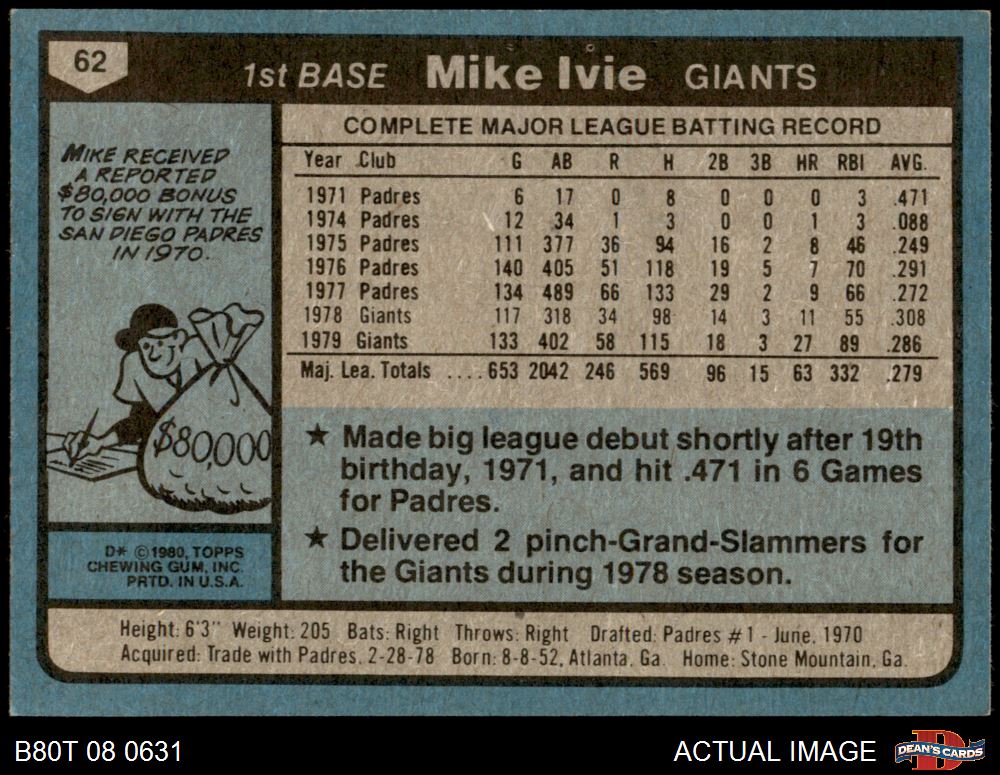 62
1st BASE Mike Ivie GIANTS
MIKE RECEIVED
A REPORTED
$80,000 BONUS
TO SIGN WITH THE
SAN DIEGO PADRES
IN 1970.
$80,000
D* ©1980, TOPPS
CHEWING GUM, INC.
PRTD. IN U.S.A.
COMPLETE MAJOR LEAGUE BATTING RECORD
Year Club G AB R H 2B 3B HR RBI AVG.
1971 Padres 6 17 0 8 0 0 0 3 .471
1974 Padres 12 34 1 3 0 0 1 3 .088
1975 Padres 111 377 36 94 16 2 8 46 .249
1976 Padres 140 405 51 118 19 5 7 70 .291
1977 Padres 134 489 66 133 29 2 9 66 .272
1978 Giants 117 318 34 98 14 3 11 55 .308
1979 Giants 133 402 58 115 18 3 27 89 .286
Maj. Lea. Totals ....653 2042 246 569 96 15 63 332 .279
★ Made big league debut shortly after 19th
birthday, 1971, and hit .471 in 6 Games
for Padres.
★ Delivered 2 pinch-Grand-Slammers for
the Giants during 1978 season.
Height: 6'3" Weight: 205 Bats: Right Throws: Right Drafted: Padres #1 - June, 1970
Acquired: Trade with Padres, 2-28-78 Born: 8-8-52, Atlanta, Ga. Home: Stone Mountain, Ga.
B80T 08 0631 ACTUAL IMAGE DEAN'S CARDS